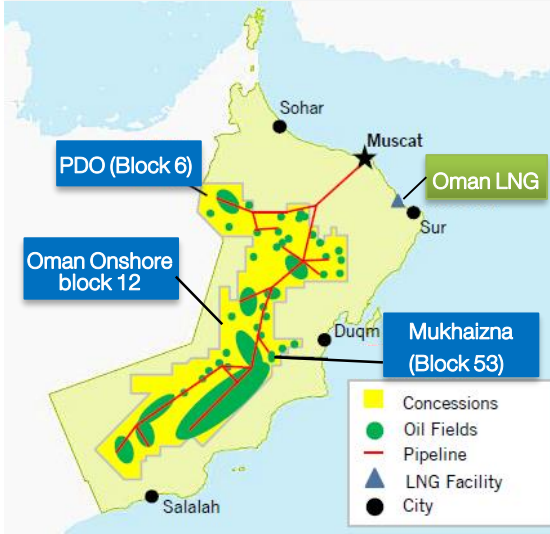 Sohar
Muscat
PDO (Block 6)
Oman LNG
Sur
Oman Onshore
block 12
Duqm
Mukhaizna
(Block 53)
Concessions
Oil Fields
Pipeline
LNG Facility
City
Salalah